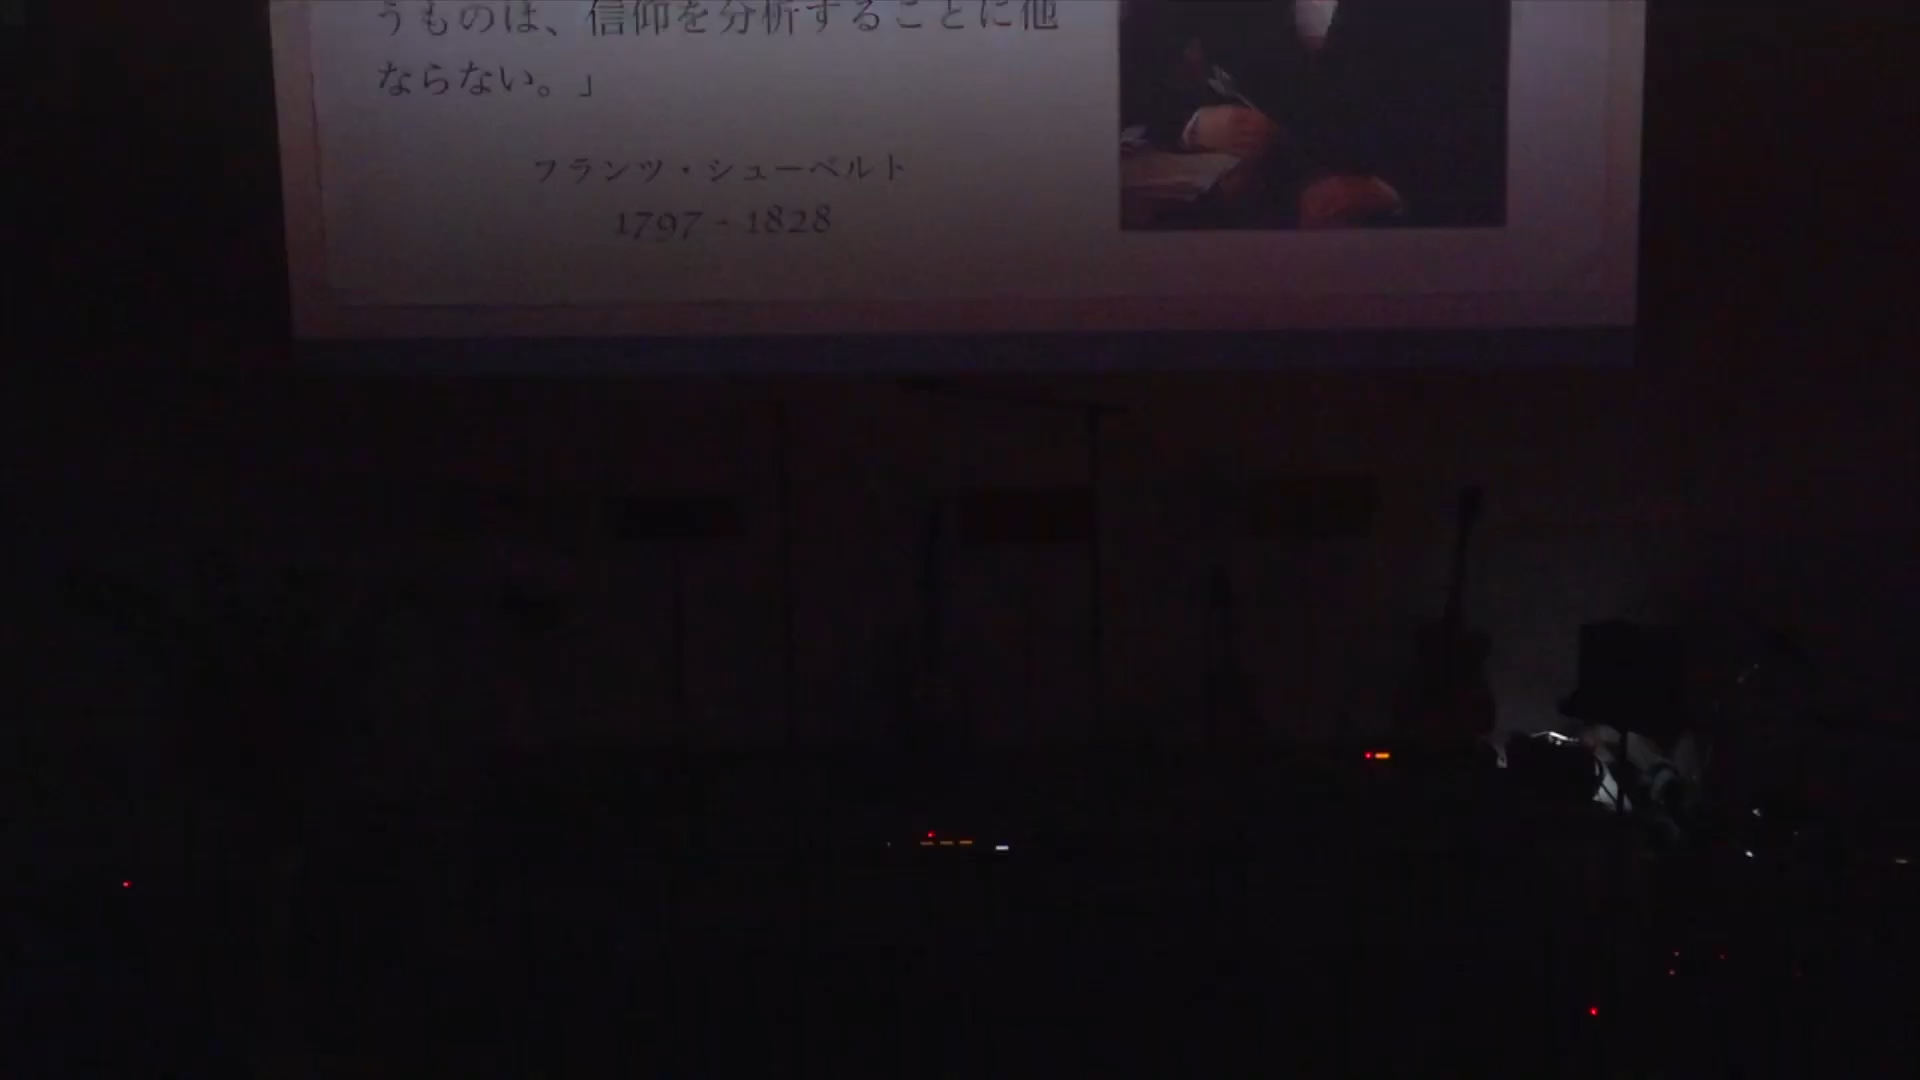 うものは、信仰を分析することに他
ならない。」
フランツ・シューベルト
1797 - 1828